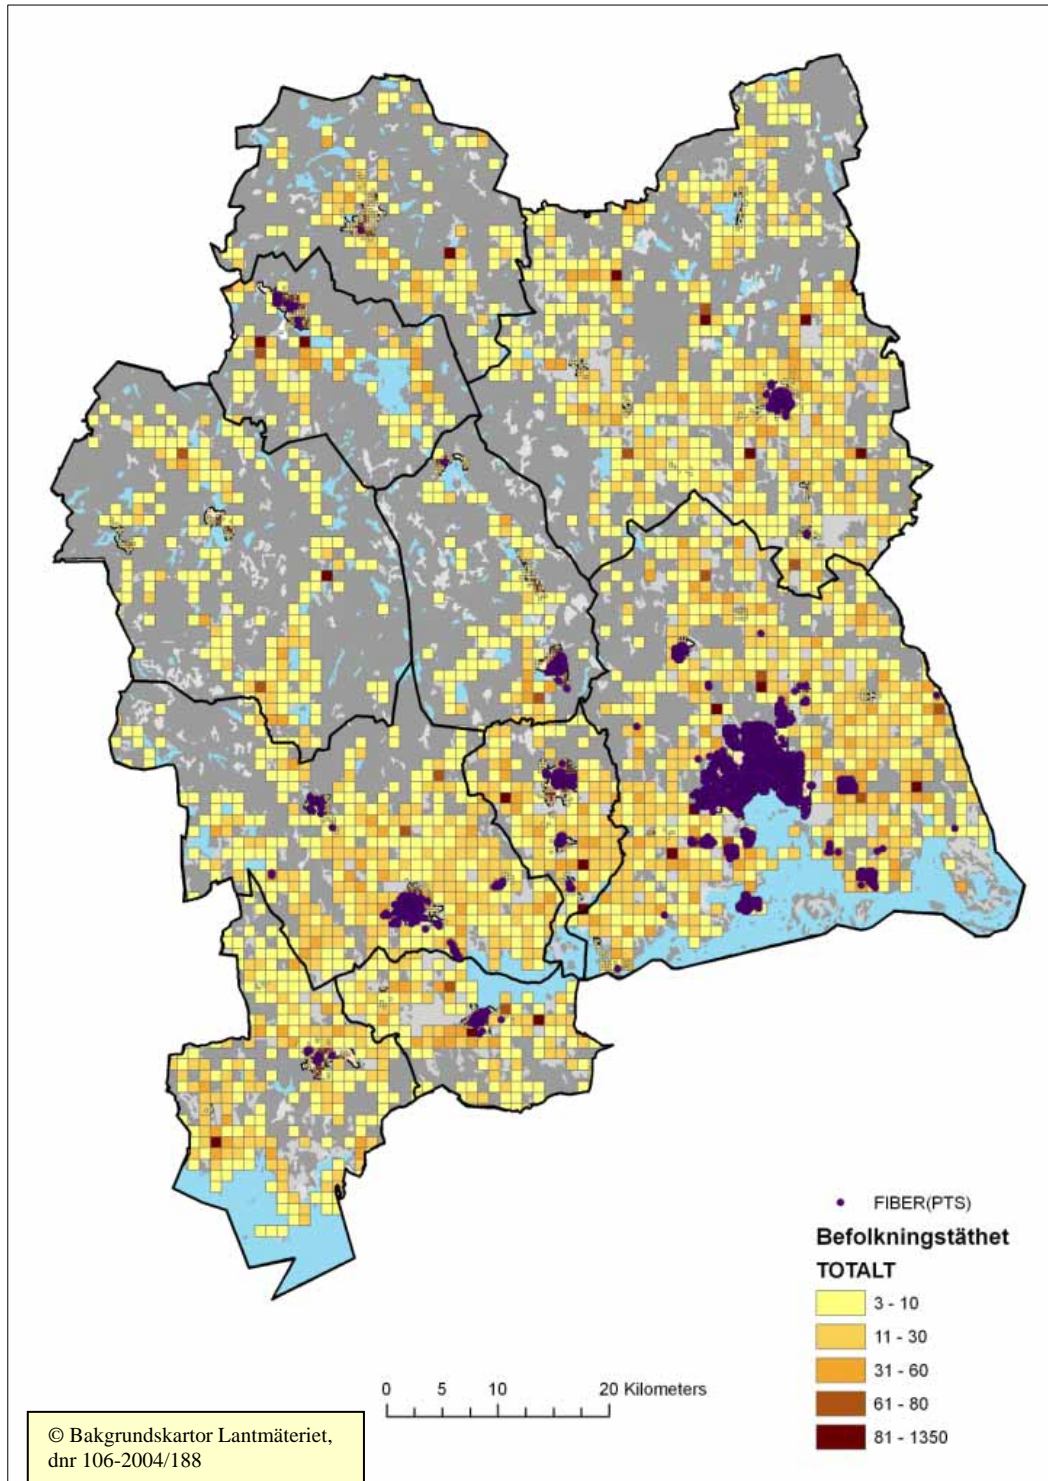 FIBER(PTS)
Befolkningstäthet
TOTALT
3 - 10
11 - 30
31 - 60
61 - 80
81 - 1350
0 5 10 20 Kilometers
© Bakgrundskartor Lantmäteriet,
dnr 106-2004/188